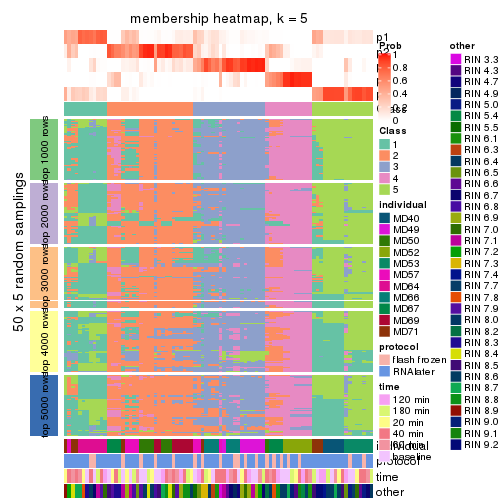 membership heatmap, k = 5
50 x 5 random samplings
top 1000 rows
top 2000 rows
top 3000 rows
top 4000 rows
top 5000 rows
p1
protocol
time
other
Prob
1
0.8
0.6
0.4
0.2
0
Class
1
2
3
4
5
individual
MD40
MD49
MD50
MD52
MD53
MD57
MD64
MD66
MD67
MD69
MD71
protocol
flash frozen
RNAlater
time
120 min
180 min
20 min
40 min
baseline
other
RIN 3.3
RIN 4.3
RIN 4.7
RIN 4.9
RIN 5.0
RIN 5.4
RIN 5.5
RIN 6.1
RIN 6.3
RIN 6.4
RIN 6.5
RIN 6.6
RIN 6.7
RIN 6.8
RIN 6.9
RIN 7.0
RIN 7.1
RIN 7.2
RIN 7.3
RIN 7.4
RIN 7.5
RIN 7.6
RIN 7.7
RIN 7.8
RIN 7.9
RIN 8.0
RIN 8.2
RIN 8.3
RIN 8.4
RIN 8.5
RIN 8.6
RIN 8.7
RIN 8.8
RIN 8.9
RIN 9.0
RIN 9.1
RIN 9.2